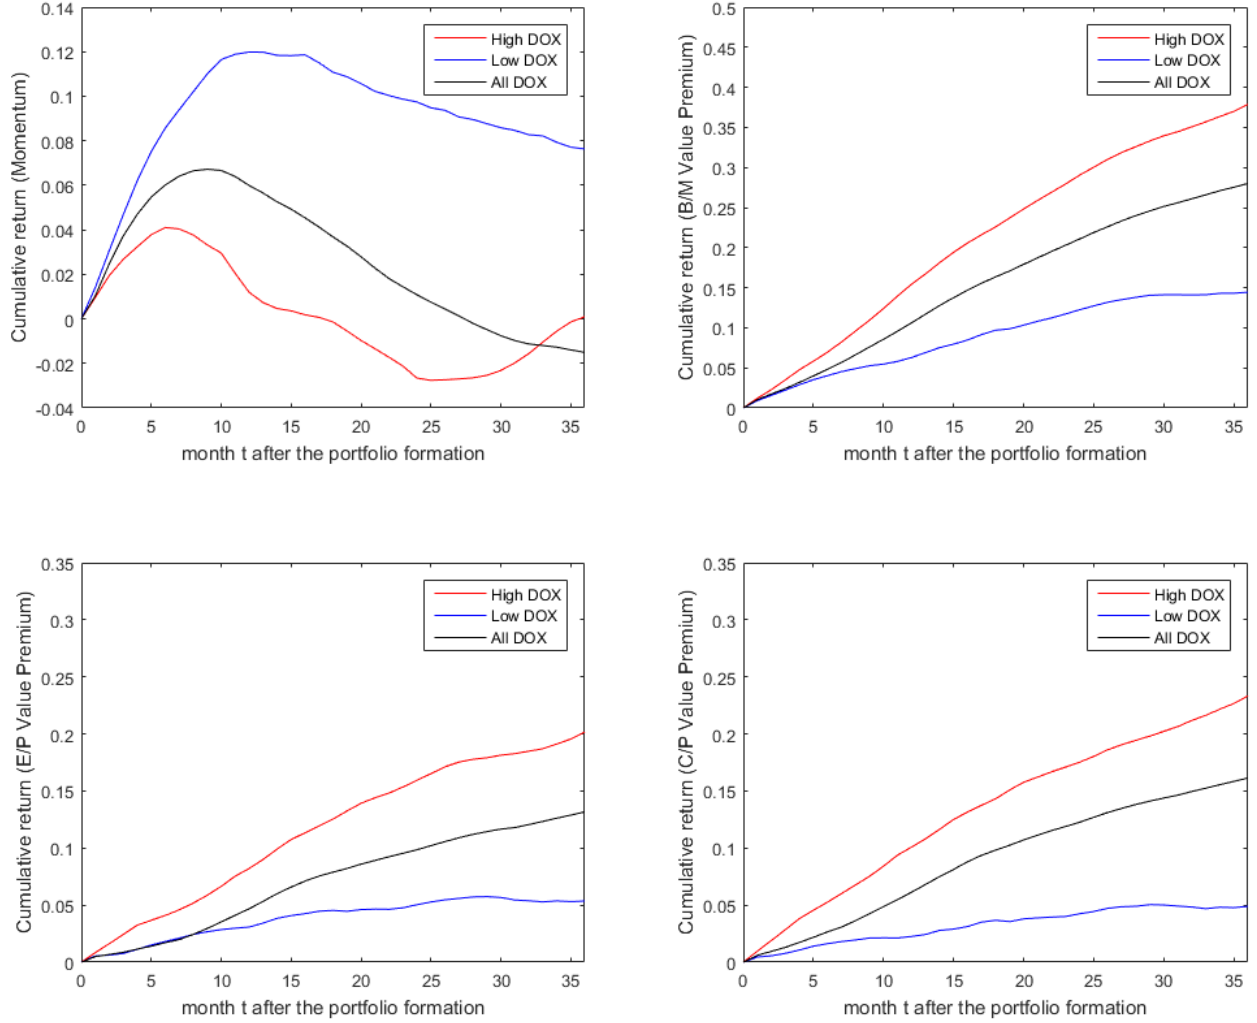 Cumulative return (Momentum)
0.14
0.12
0.1
0.08
0.06
0.04
0.02
0
-0.02
-0.04
High DOX
Low DOX
All DOX
0 5 10 15 20 25 30 35
month t after the portfolio formation
Cumulative return (B/M Value Premium)
0.5
0.45
0.4
0.35
0.3
0.25
0.2
0.15
0.1
0.05
0
High DOX
Low DOX
All DOX
0 5 10 15 20 25 30 35
month t after the portfolio formation
Cumulative return (E/P Value Premium)
0.35
0.3
0.25
0.2
0.15
0.1
0.05
0
High DOX
Low DOX
All DOX
0 5 10 15 20 25 30 35
month t after the portfolio formation
Cumulative return (C/P Value Premium)
0.35
0.3
0.25
0.2
0.15
0.1
0.05
0
High DOX
Low DOX
All DOX
0 5 10 15 20 25 30 35
month t after the portfolio formation